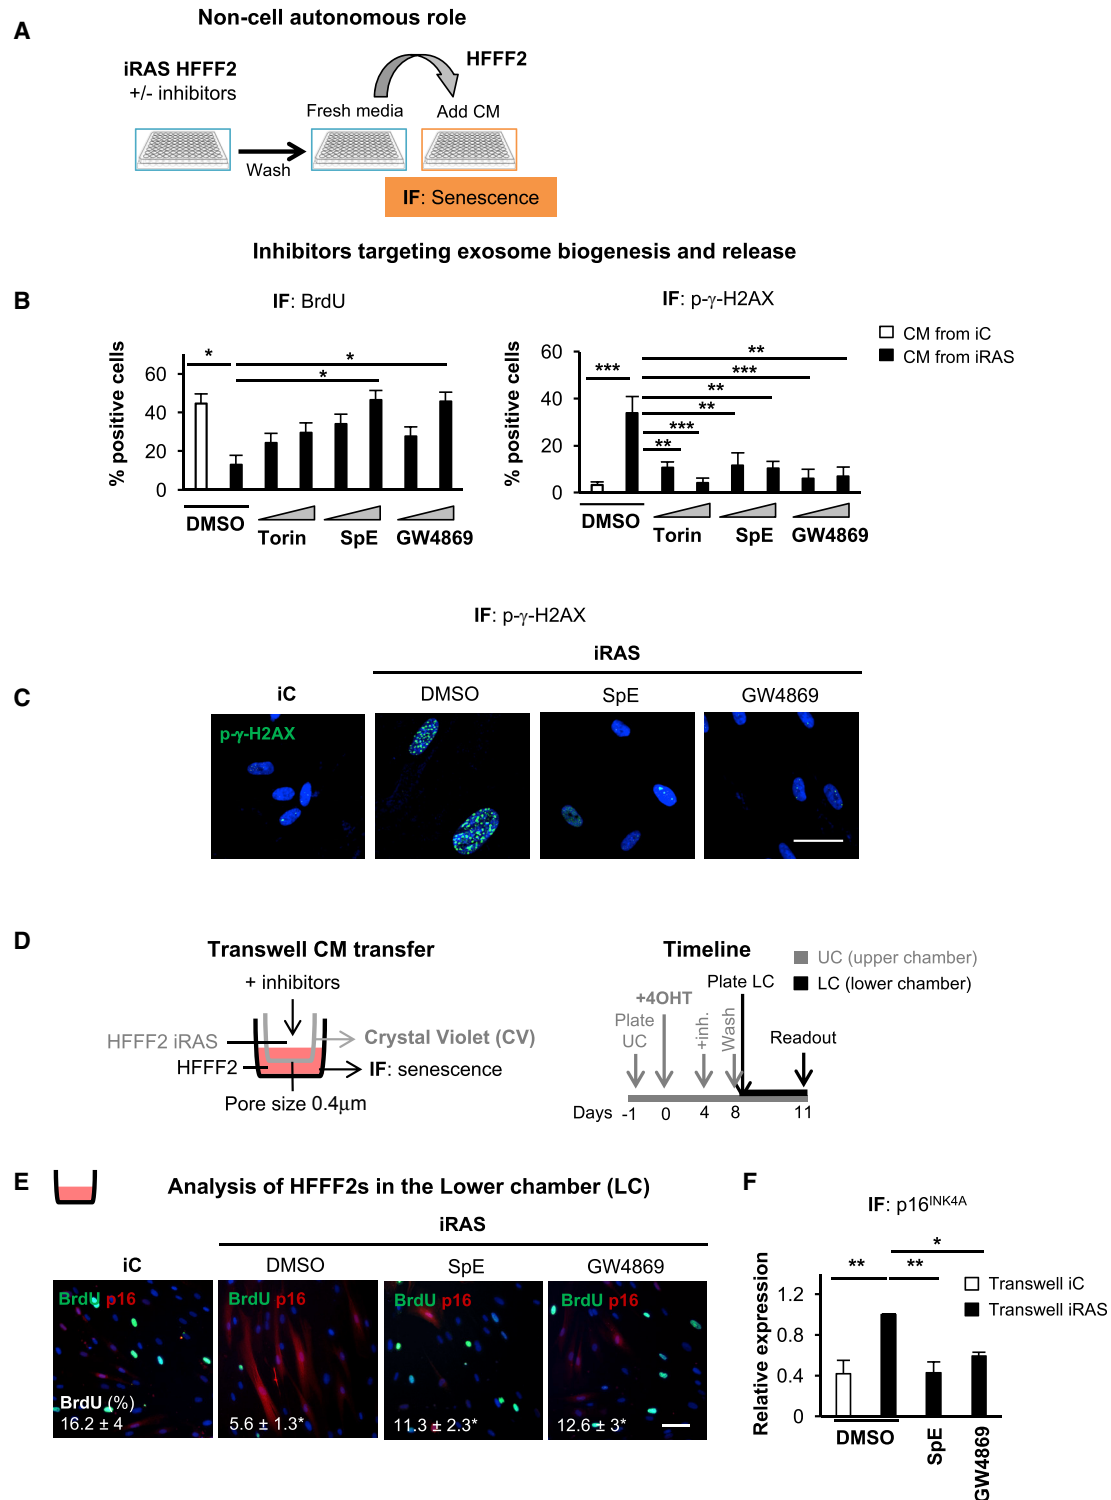 A
Non-cell autonomous role
iRAS HFFF2
+/- inhibitors
HFFF2
Fresh media
Add CM
Wash
IF: Senescence
Inhibitors targeting exosome biogenesis and release
B
IF: BrdU
% positive cells
60
40
20
0
*
*
*
DMSO
Torin
SpE
GW4869
IF: p-γ-H2AX
% positive cells
60
40
20
0
***
**
***
**
**
***
**
DMSO
Torin
SpE
GW4869
CM from iC
CM from iRAS
IF: p-γ-H2AX
iRAS
C
iC
DMSO
SpE
GW4869
p-γ-H2AX
D
Transwell CM transfer
+ inhibitors
HFFF2 iRAS
HFFF2
Crystal Violet (CV)
IF: senescence
Pore size 0.4μm
Timeline
UC (upper chamber)
LC (lower chamber)
Plate LC
+4OHT
Plate
UC
+inh.
Wash
Readout
Days -1 0 4 8 11
E
Analysis of HFFF2s in the Lower chamber (LC)
iRAS
iC
DMSO
SpE
GW4869
BrdU p16
BrdU p16
BrdU p16
BrdU p16
BrdU (%)
16.2 ± 4
5.6 ± 1.3*
11.3 ± 2.3*
12.6 ± 3*
F
IF: p16INK4A
Relative expression
1.2
0.8
0.4
0
**
**
*
Transwell iC
Transwell iRAS
DMSO
SpE
GW4869